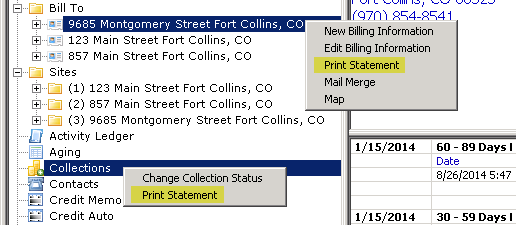 Bill To
9685 Montgomery Street Fort Collins, CO
123 Main Street Fort Collins, CO
857 Main Street Fort Collins, CO
Sites
(1) 123 Main Street Fort Collins, CO
(2) 857 Main Street Fort Collins, CO
(3) 9685 Montgomery Street Fort Collins, CO
Activity Ledger
Aging
Collections
Contacts
Credit Memo
Credit Auto
Change Collection Status
Print Statement
Fort Collins, CO 80525
(970) 854-8541
New Billing Information
Edit Billing Information
Print Statement
Mail Merge
Map
1/15/2014 60 - 89 Days
Date
8/26/2014 5:47
1/15/2014 30 - 59 Days